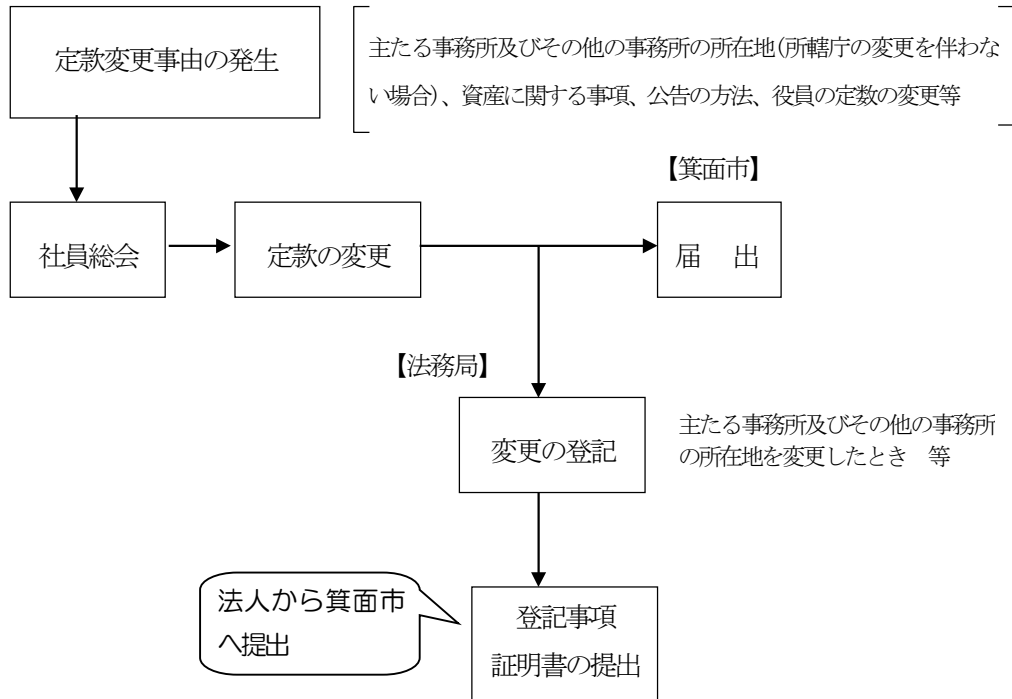 定款変更事由の発生
主たる事務所及びその他の事務所の所在地(所轄庁の変更を伴わな
い場合)、資産に関する事項、公告の方法、役員の定数の変更等
【箕面市】
社員総会
定款の変更
届　出
【法務局】
変更の登記
主たる事務所及びその他の事務所
の所在地を変更したとき　等
法人から箕面市
へ提出
登記事項
証明書の提出